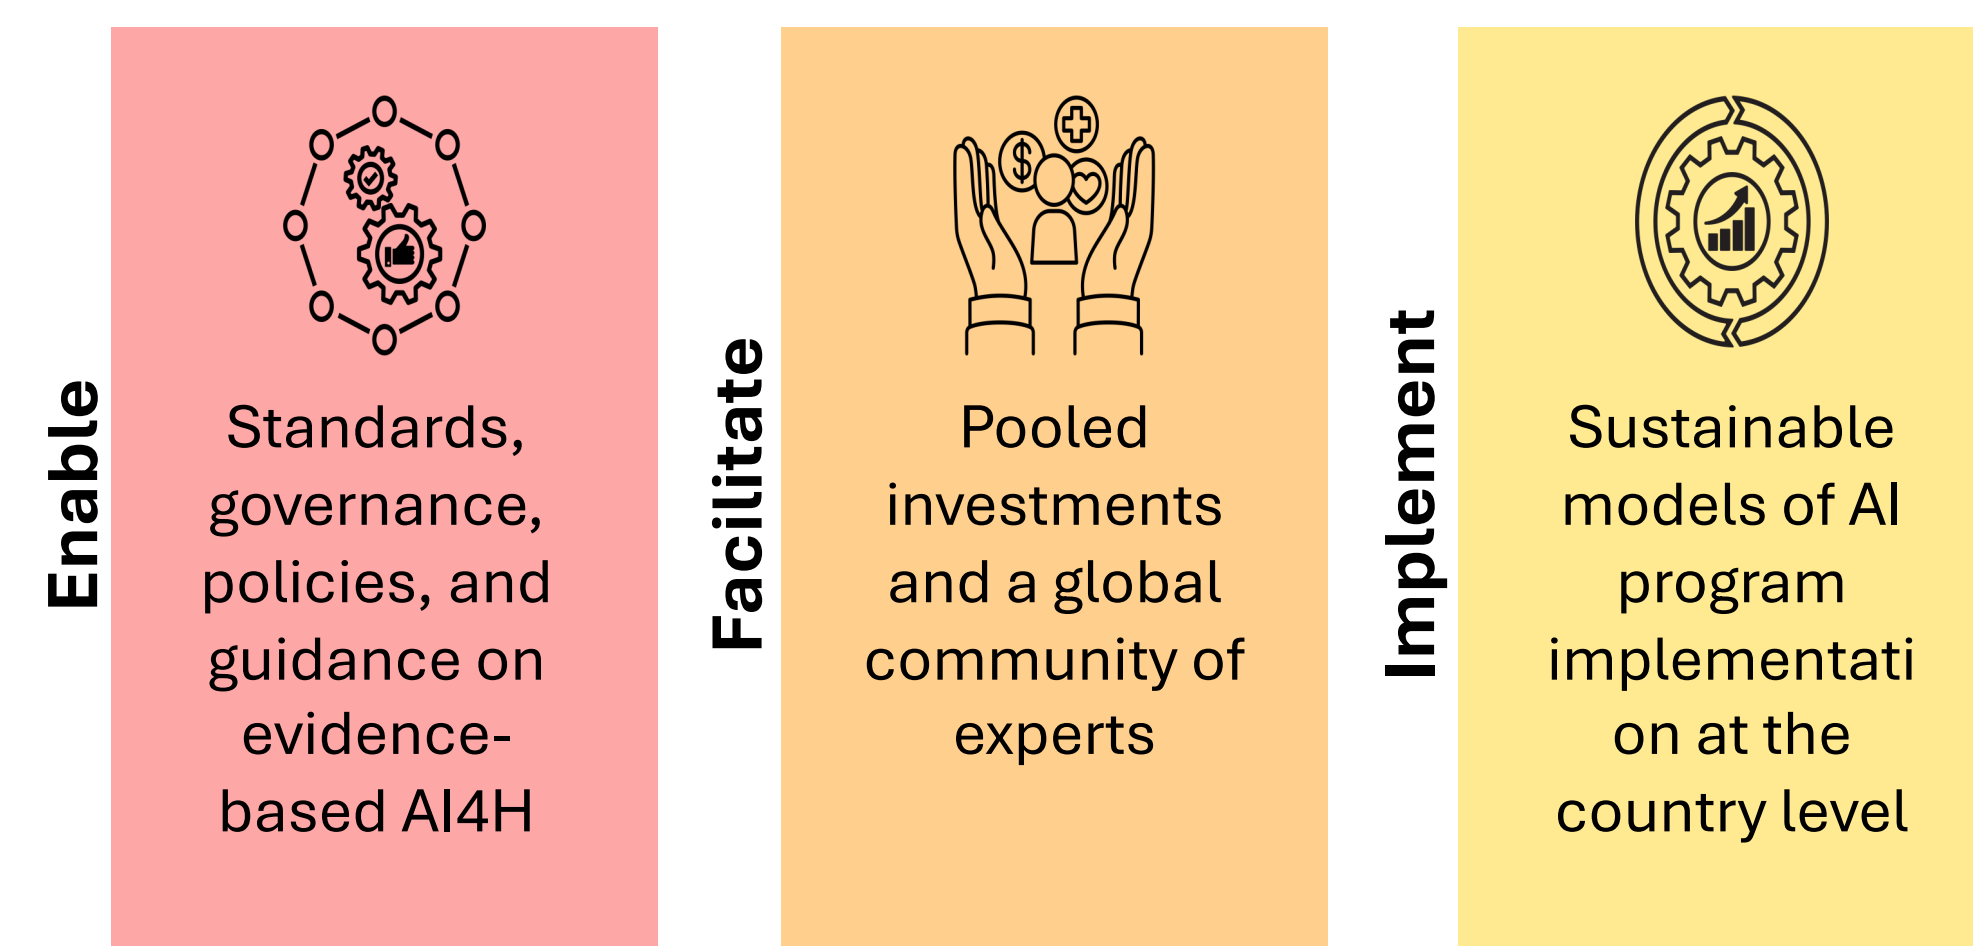 Enable
Standards,
governance,
policies, and
guidance on
evidence-
based AI4H
Facilitate
Pooled
investments
and a global
community of
experts
Implement
Sustainable
models of AI
program
implementati
on at the
country level